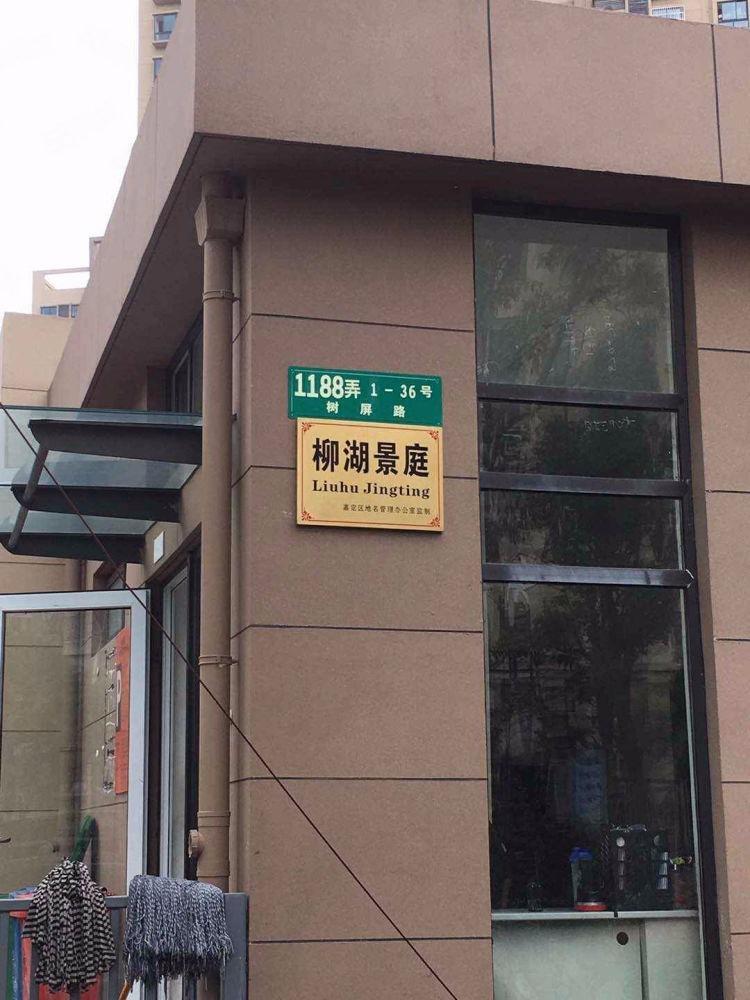 1188弄 1-36号
树屏路
柳湖景庭
Liuhu Jingting
嘉定区地名管理办公室监制